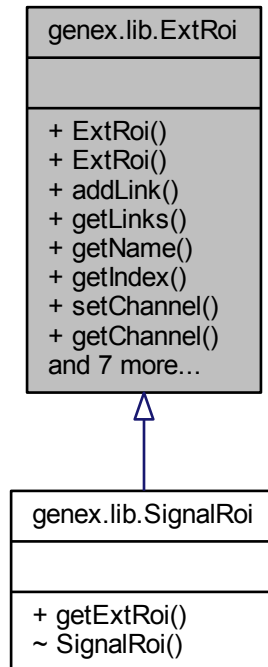 genex.lib.ExtRoi
+ ExtRoi()
+ ExtRoi()
+ addLink()
+ getLinks()
+ getName()
+ getIndex()
+ setChannel()
+ getChannel()
and 7 more...
genex.lib.SignalRoi
+ getExtRoi()
~ SignalRoi()